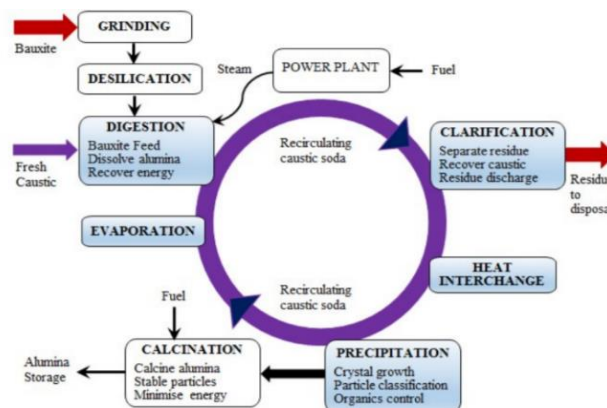 GRINDING
Bauxite
DESILICATION
Steam
POWER PLANT
Fuel
DIGESTION
Bauxite Feed
Dissolve alumina
Recover energy
Fresh
Caustic
Recirculating
caustic soda
CLARIFICATION
Separate residue
Recover caustic
Residue discharge
Residu
to
disposa
EVAPORATION
HEAT
INTERCHANGE
Recirculating
caustic soda
Fuel
CALCINATION
Calcine alumina
Stable particles
Minimise energy
Alumina
Storage
PRECIPITATION
Crystal growth
Particle classification
Organics control